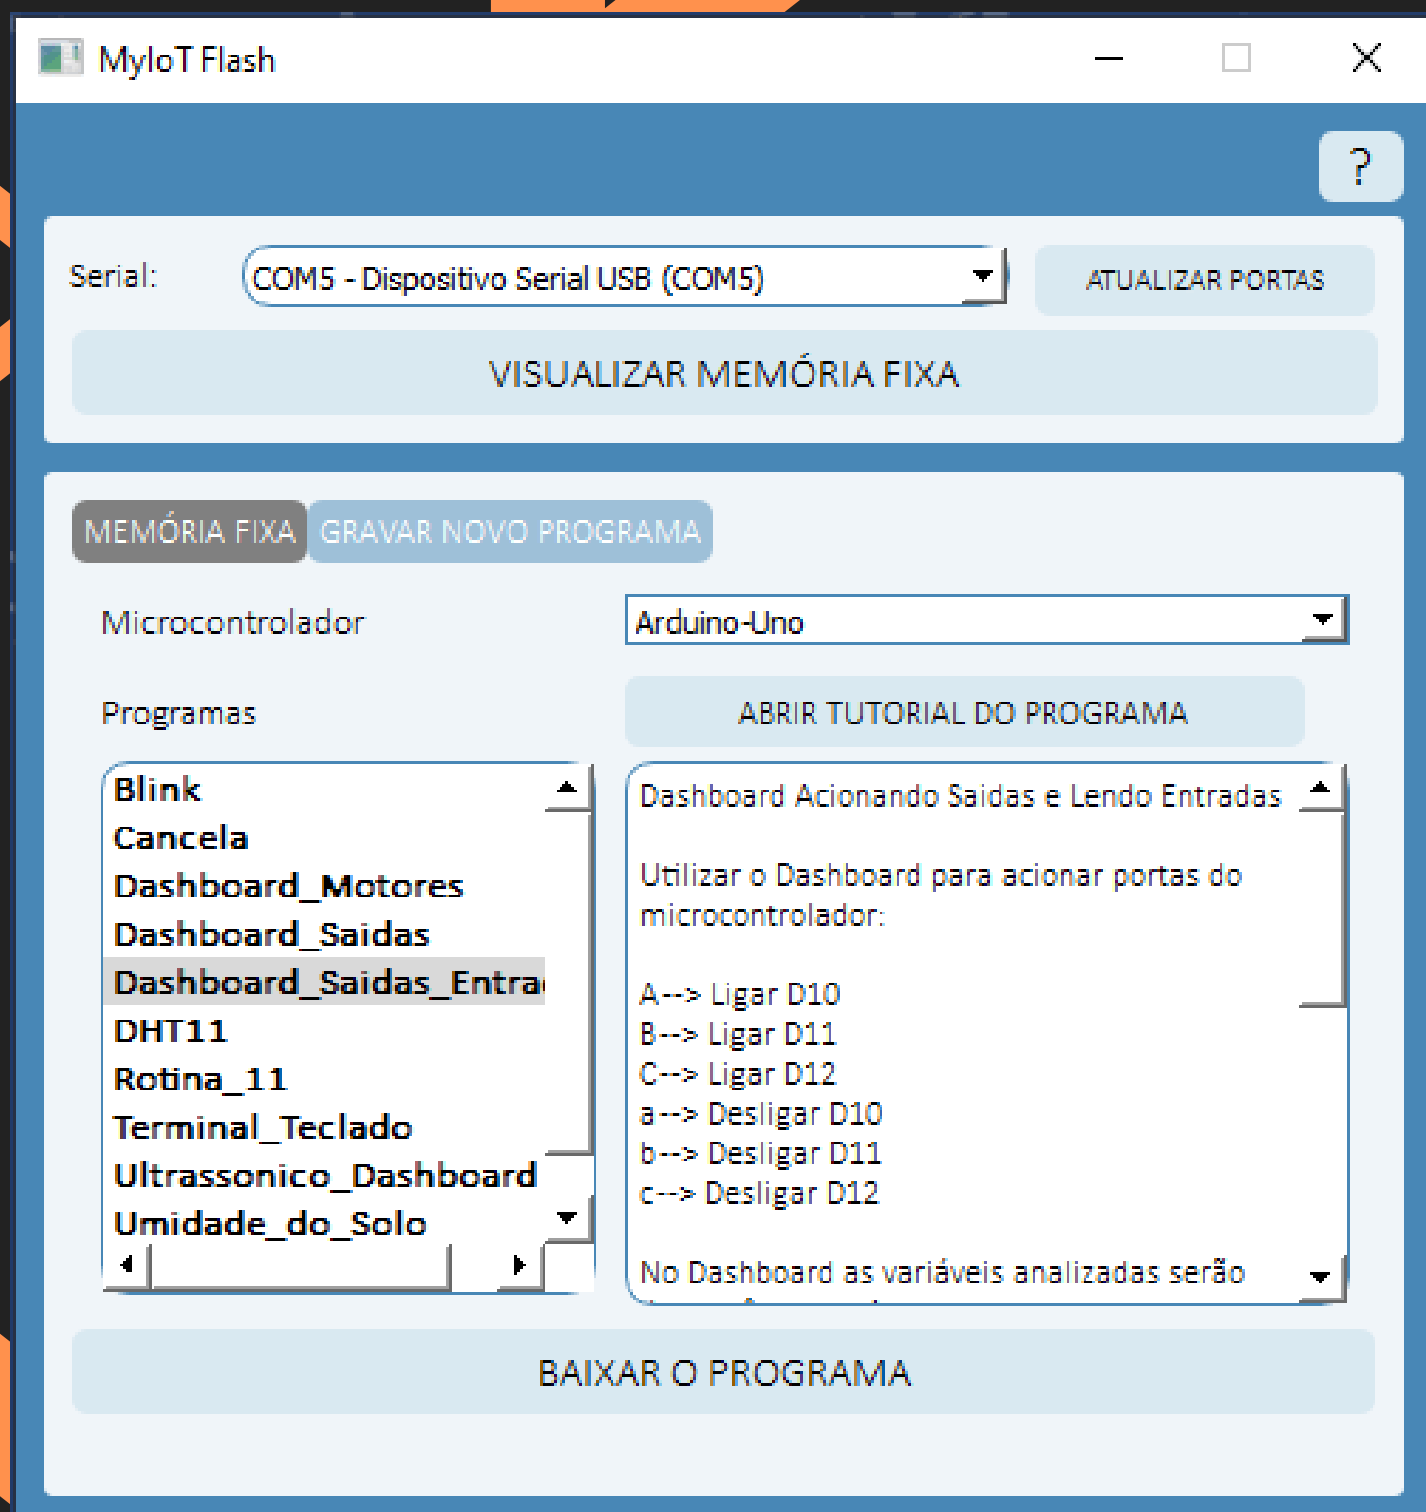 MyIoT Flash
?
Serial:
COM5 - Dispositivo Serial USB (COM5)
ATUALIZAR PORTAS
VISUALIZAR MEMÓRIA FIXA
MEMÓRIA FIXA
GRAVAR NOVO PROGRAMA
Microcontrolador
Arduino-Uno
Programas
ABRIR TUTORIAL DO PROGRAMA
Blink
Cancela
Dashboard_Motores
Dashboard_Saidas
Dashboard_Saidas_Entra
DHT11
Rotina_11
Terminal_Teclado
Ultrassonico_Dashboard
Umidade_do_Solo
Dashboard Acionando Saidas e Lendo Entradas
Utilizar o Dashboard para acionar portas do
microcontrolador:
A--> Ligar D10
B--> Ligar D11
C--> Ligar D12
a--> Desligar D10
b--> Desligar D11
c--> Desligar D12
No Dashboard as variáveis analizadas serão
BAIXAR O PROGRAMA